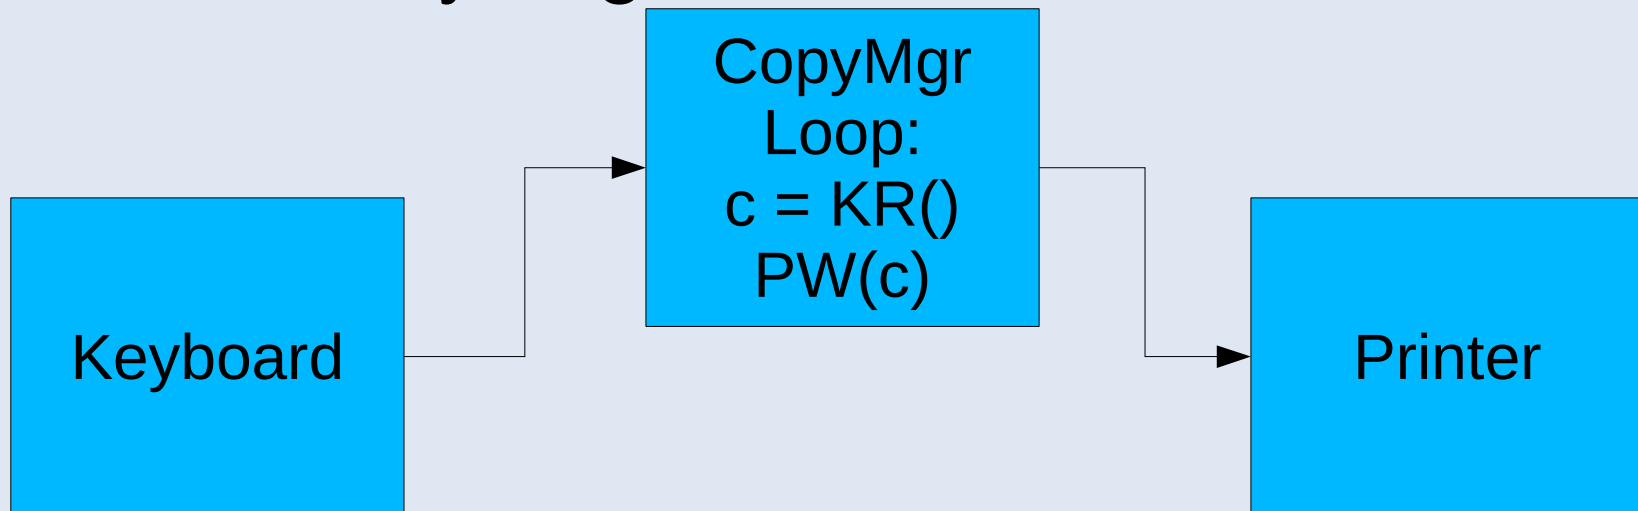 Keyboard
CopyMgr
Loop:
c = KR()
PW(c)
Printer